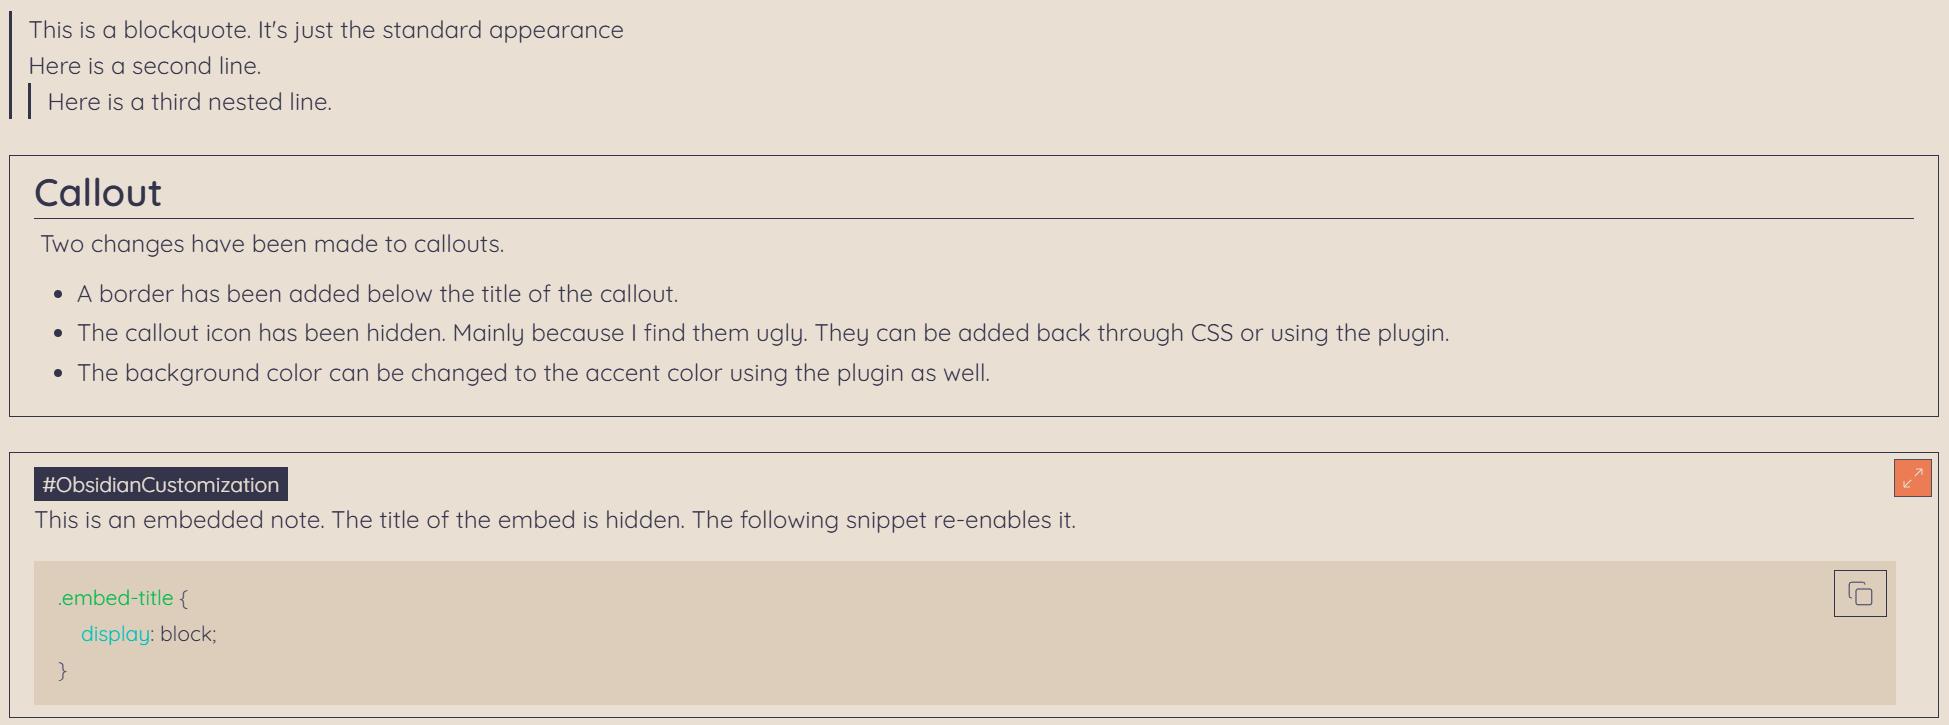 This is a blockquote. It's just the standard appearance
Here is a second line.
Here is a third nested line.
Callout
Two changes have been made to callouts.
A border has been added below the title of the callout.
The callout icon has been hidden. Mainly because I find them ugly. They can be added back through CSS or using the plugin.
The background color can be changed to the accent color using the plugin as well.
#ObsidianCustomization
This is an embedded note. The title of the embed is hidden. The following snippet re-enables it.
.embed-title {
display: block;
}